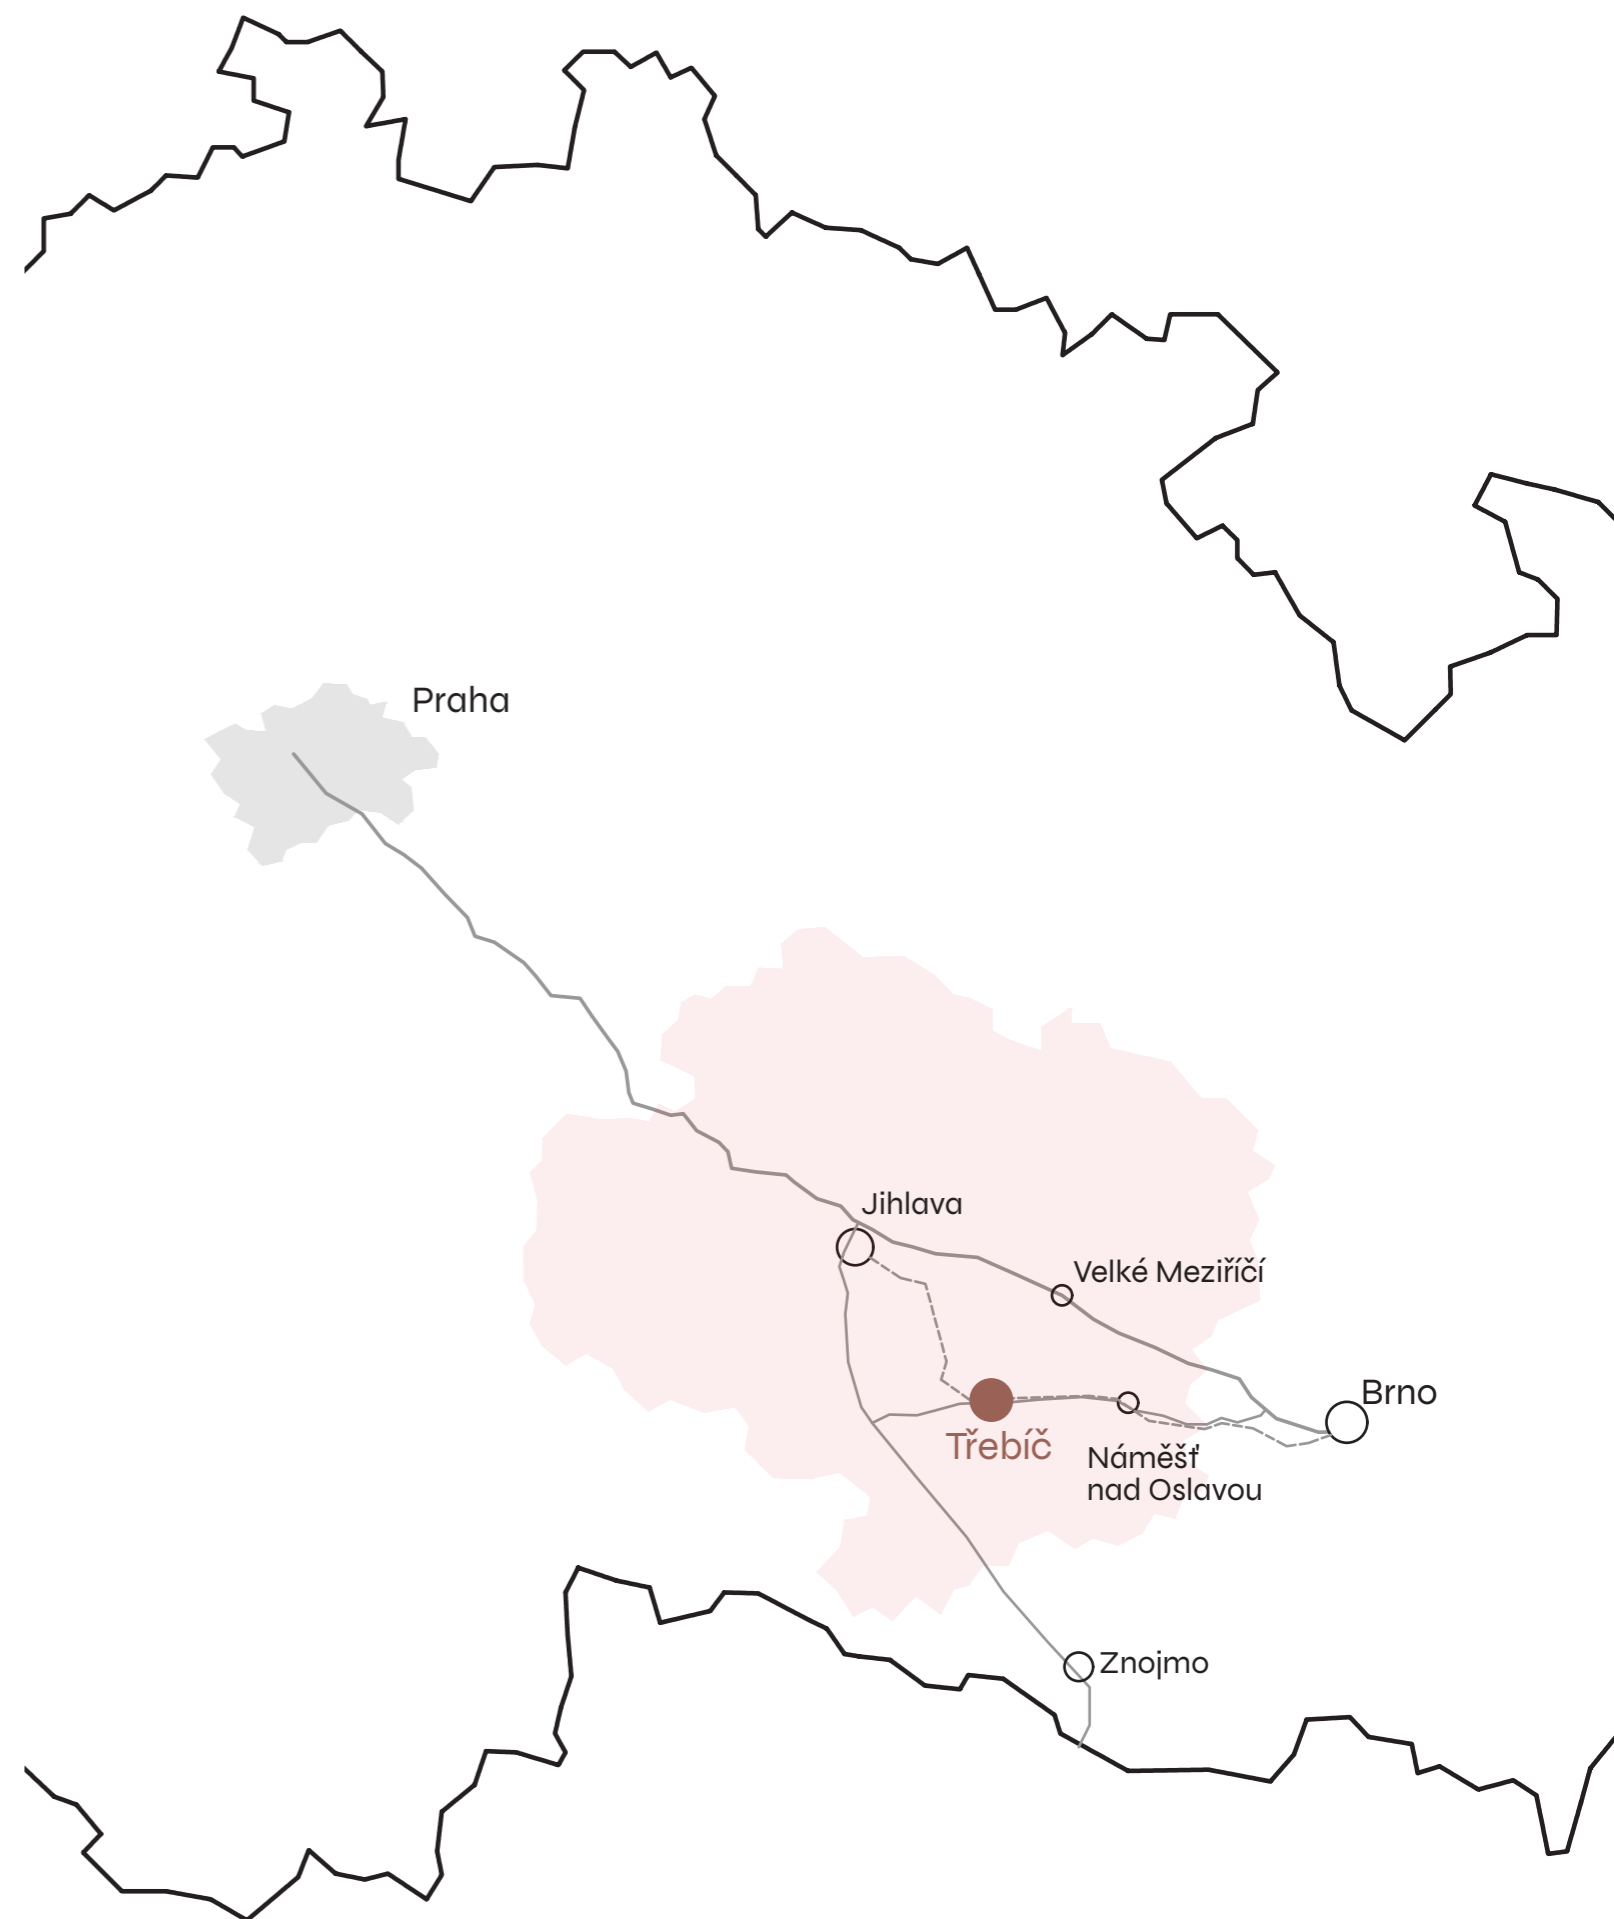 Praha
Jihlava
Velké Meziříčí
Brno
Třebíč
Náměšť
nad Oslavou
Znojmo